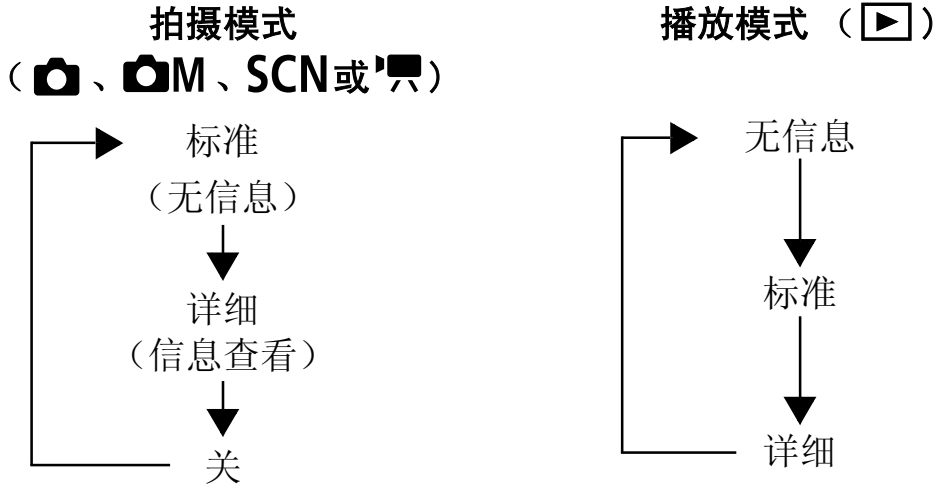 拍摄模式
（、M、SCN或）
标准
（无信息）
详细
（信息查看）
关
播放模式 （）
无信息
标准
详细